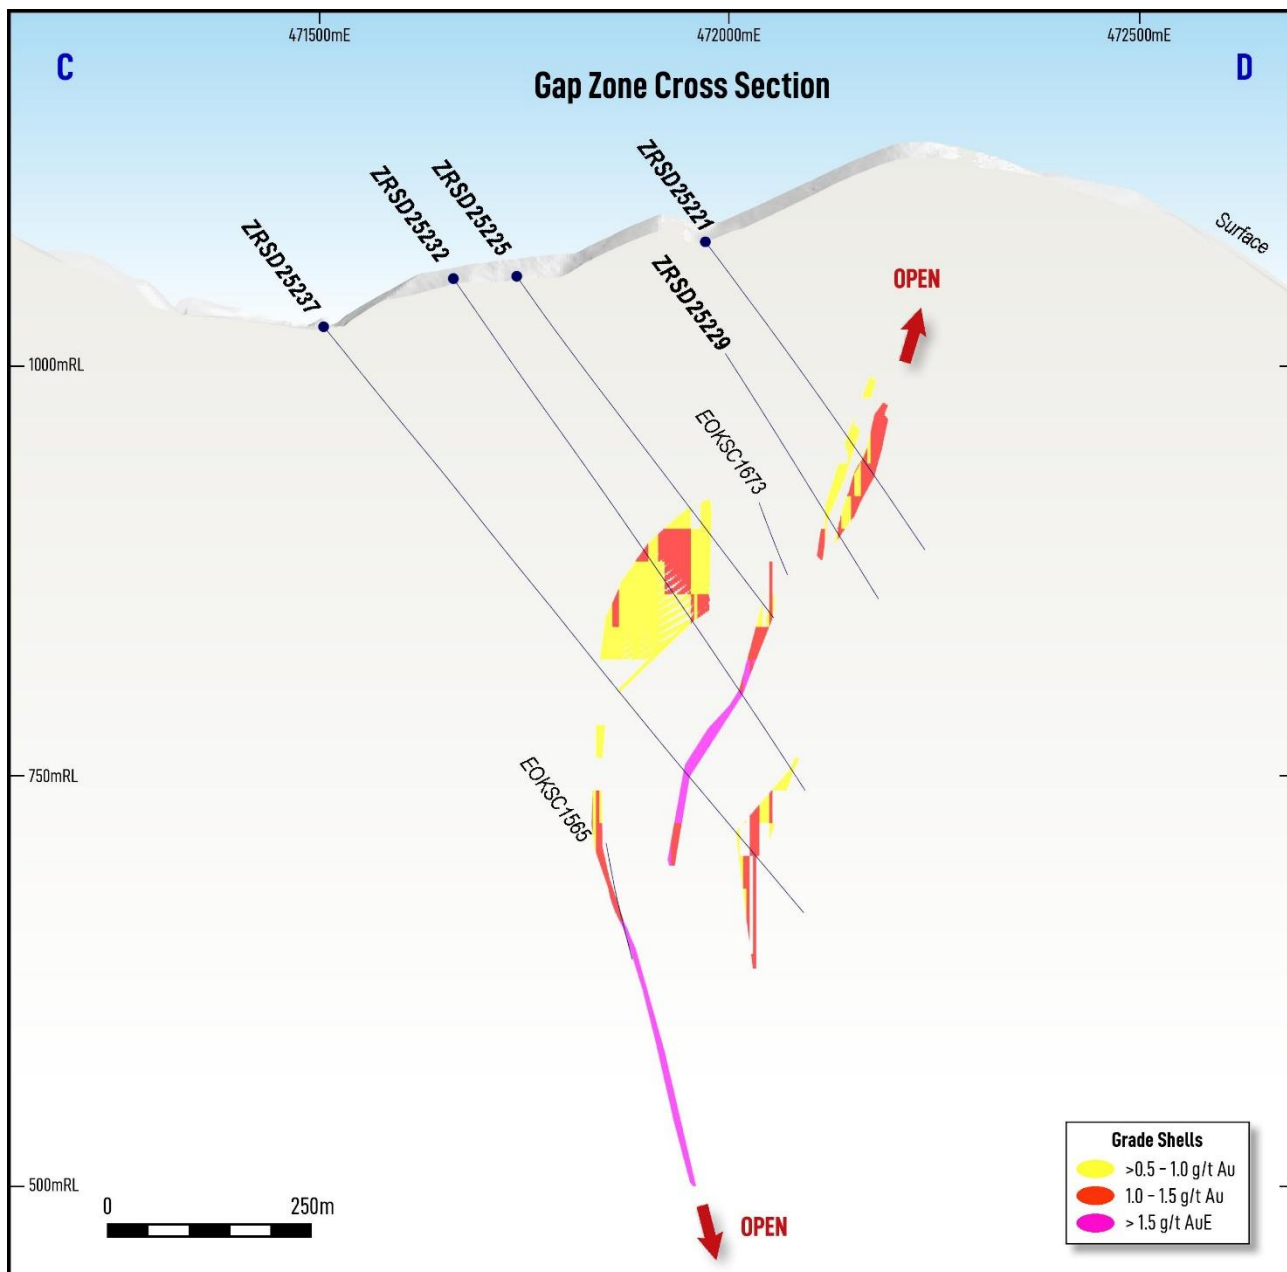 471500mE
472000mE
472500mE
C
D
Gap Zone Cross Section
ZRSD25221
ZRSD25225
ZRSD25232
ZRSD25237
Surface
ZRSD25229
OPEN
1000mRL
EOKSC1673
750mRL
EOKSC1565
500mRL
0 250m
OPEN
Grade Shells
>0.5 - 1.0 g/t Au
1.0 - 1.5 g/t Au
> 1.5 g/t AuE